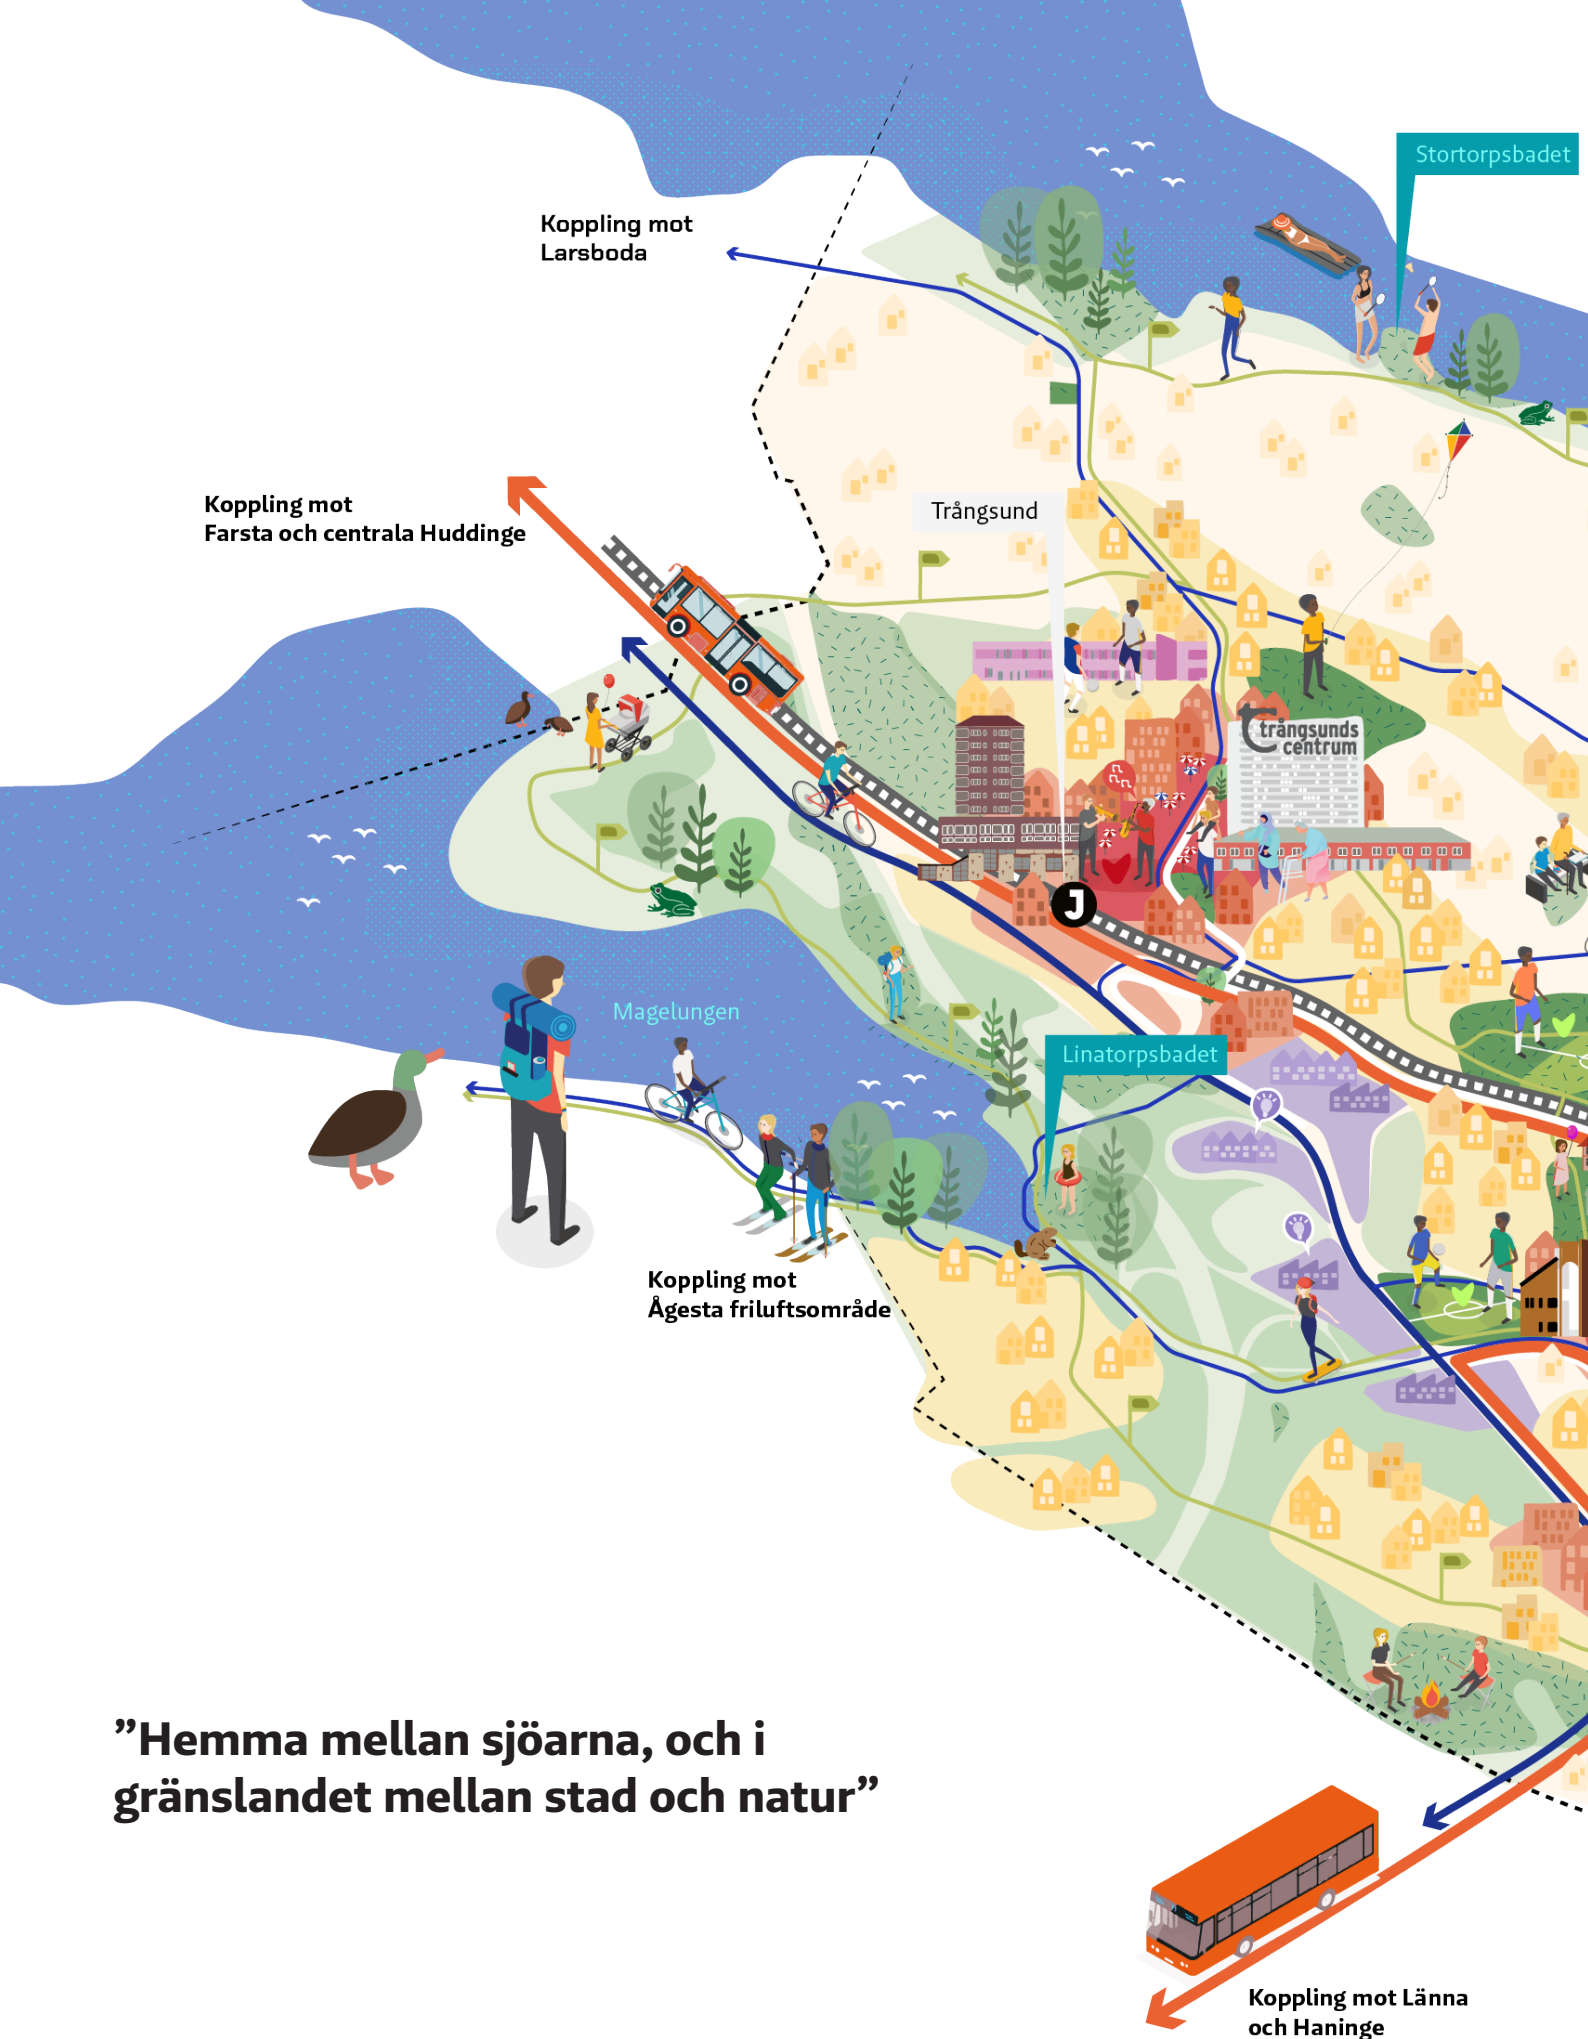 Stortorpsbadet
Koppling mot
Larsboda
Koppling mot
Farsta och centrala Huddinge
Trångsund
trångsunds
centrum
J
Magelungen
Linatorpsbadet
Koppling mot
Ågesta friluftsområde
”Hemma mellan sjöarna, och i
gränslandet mellan stad och natur”
Koppling mot Länna
och Haninge